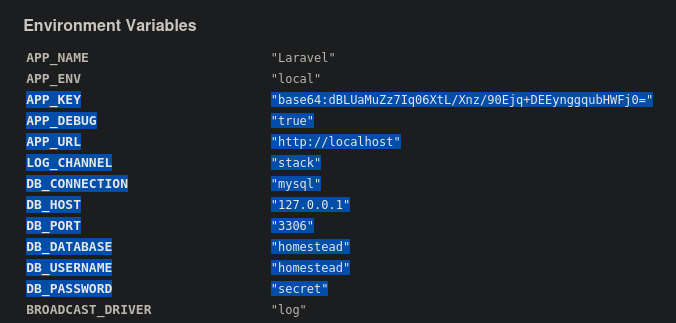 Environment Variables
APP_NAME "Laravel"
APP_ENV "local"
APP_KEY "base64:dBLUaMuZz7Iq06XtL/Xnz/90Ejq+DEEynggqubHWFj0="
APP_DEBUG "true"
APP_URL "http://localhost"
LOG_CHANNEL "stack"
DB_CONNECTION "mysql"
DB_HOST "127.0.0.1"
DB_PORT "3306"
DB_DATABASE "homestead"
DB_USERNAME "homestead"
DB_PASSWORD "secret"
BROADCAST_DRIVER "log"